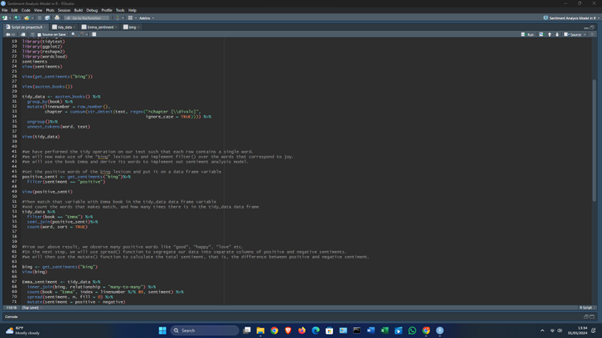 Sentiment Analysis Model in R - RStudio
File Edit Code View Plots Session Build Debug Profile Tools Help
Go to file/function
Addins
Sentiment Analysis Model in R
tidy_data
Emma_sentiment
bing
Source on Save
Run
Source
19 library(tidytext)
20 library(ggplot2)
21 library(reshape2)
22 library(wordcloud)
23 sentiments
24 view(sentiments)
25
26 view(get_sentiments("bing"))
27
28 view(austen_books())
29
30 tidy_data <- austen_books() %>%
31 group_by(book) %>%
32 mutate(linenumber = row_number(),
33 chapter = cumsum(str_detect(text, regex("^chapter [\\divxlc]",
34 ignore_case = TRUE)))) %>%
35 ungroup()%>%
36 unnest_tokens(word, text)
37
38 view(tidy_data)
39
40
41 #We have performed the tidy operation on our text such that each row contains a single word.
42 #We will now make use of the "bing" lexicon to and implement filter() over the words that correspond to joy.
43 #We will use the book Emma and derive its words to implement out sentiment analysis model.
44
45 #Get the positive words of the bing lexicon and put in on a data frame variable
46 positive_senti <- get_sentiments("bing")%>%
47 filter(sentiment == "positive")
48
49 view(positive_senti)
50
51 #Then match that variable with Emma book in the tidy_data data frame variable
52 #And count the words that makes match, and how many times there is in the tidy_data data frame
53 tidy_data %>%
54 filter(book == "Emma") %>%
55 semi_join(positive_senti)%>%
56 count(word, sort = TRUE)
57
58
59
60 #From our above result, we observe many positive words like "good", "happy", "love" etc.
61 #In the next step, we will use spread() function to segregate our data into separate columns of positive and negative sentiments.
62 #We will then use the mutate() function to calculate the total sentiment, that is, the difference between positive and negative sentiment.
63
64 bing <- get_sentiments("bing")
65 view(bing)
66
67 Emma_sentiment <- tidy_data %>%
68 inner_join(bing, relationship = "many-to-many") %>%
69 count(book = "Emma", index = linenumber %/% 80, sentiment) %>%
70 spread(sentiment, n, fill = 0) %>%
71 mutate(sentiment = positive - negative)
(Top Level)
R Script
Console
82°F
Mostly cloudy
Search
13:34